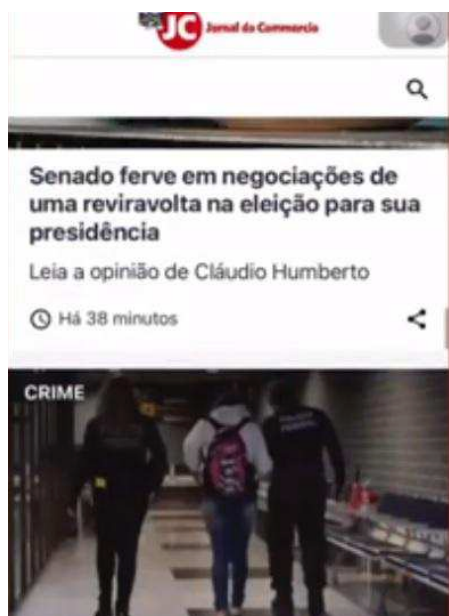 JC Jornal do Commercio
Senado ferve em negociações de
uma reviravolta na eleição para sua
presidência
Leia a opinião de Cláudio Humberto
Há 38 minutos
CRIME